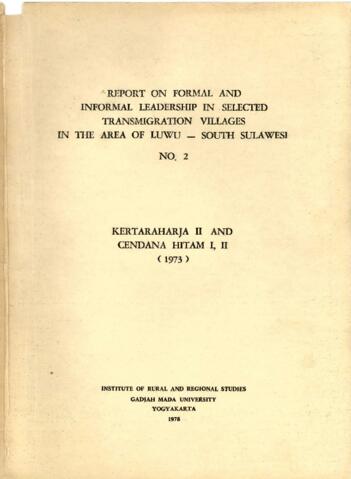 REPORT ON FORMAL AND
INFORMAL LEADERSHIP IN SELECTED
TRANSMIGRATION VILLAGES
IN THE AREA OF LUWU — SOUTH SULAWESI
NO. 2
KERTARAHARJA II AND
CENDANA HITAM I, II
( 1973 )
INSTITUTE OF RURAL AND REGIONAL STUDIES
GADJAH MADA UNIVERSITY
YOGYAKARTA
1978